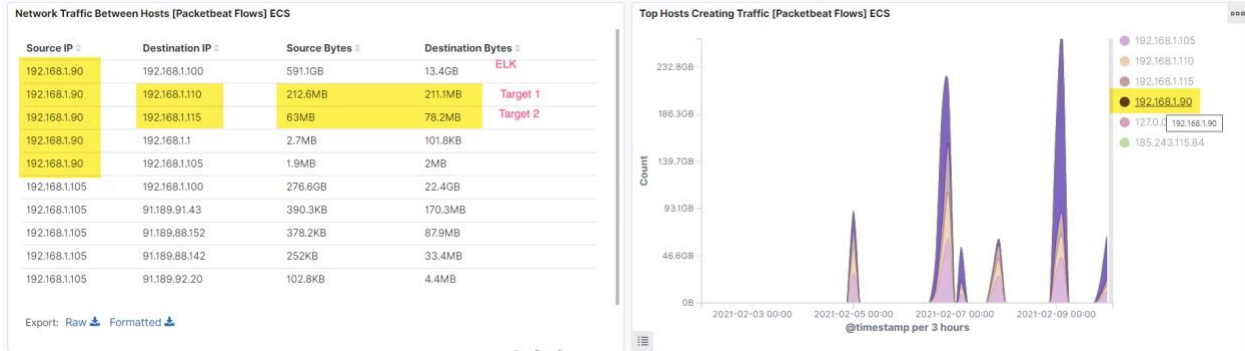 Network Traffic Between Hosts [Packetbeat Flows] ECS
Source IP Destination IP Source Bytes Destination Bytes
192.168.1.90 192.168.1.100 591.1GB 13.4GB ELK
192.168.1.90 192.168.1.110 212.6MB 211.1MB Target 1
192.168.1.90 192.168.1.115 63MB 78.2MB Target 2
192.168.1.90 192.168.1.1 2.7MB 101.8KB
192.168.1.90 192.168.1.105 1.9MB 2MB
192.168.1.105 192.168.1.100 276.6GB 22.4GB
192.168.1.105 91.189.91.43 390.3KB 170.3MB
192.168.1.105 91.189.88.152 378.2KB 87.9MB
192.168.1.105 91.189.88.142 252KB 33.4MB
192.168.1.105 91.189.92.20 102.8KB 4.4MB
Export: Raw Formatted
Top Hosts Creating Traffic [Packetbeat Flows] ECS
232.8GB
186.3GB
139.7GB
93.1GB
46.6GB
0B
Count
2021-02-03 00:00 2021-02-05 00:00 2021-02-07 00:00 2021-02-09 00:00
@timestamp per 3 hours
192.168.1.105
192.168.1.110
192.168.1.115
192.168.1.90
127.0.0
192.168.1.90
185.243.115.84